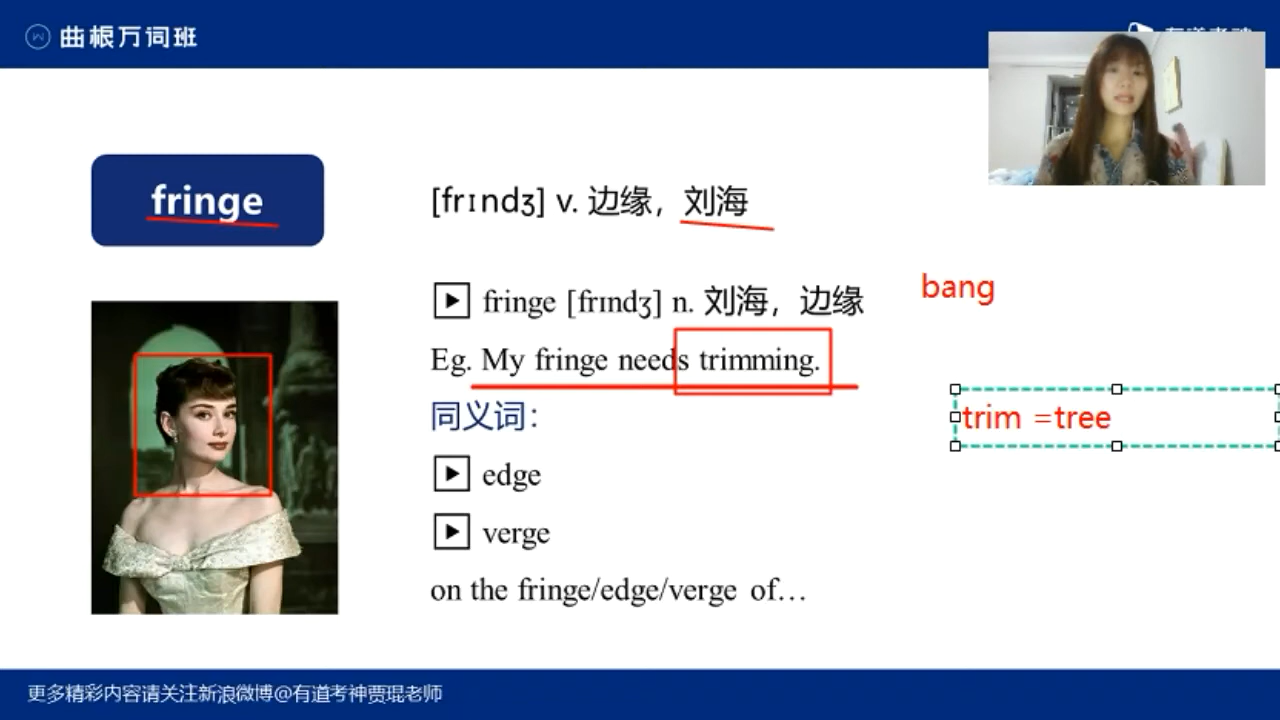 曲根万词班
fringe
[frɪndʒ] v. 边缘，刘海
fringe [frɪndʒ] n. 刘海，边缘
bang
Eg. My fringe needs trimming.
同义词：
trim =tree
edge
verge
on the fringe/edge/verge of…
更多精彩内容请关注新浪微博@有道考神贾琨老师